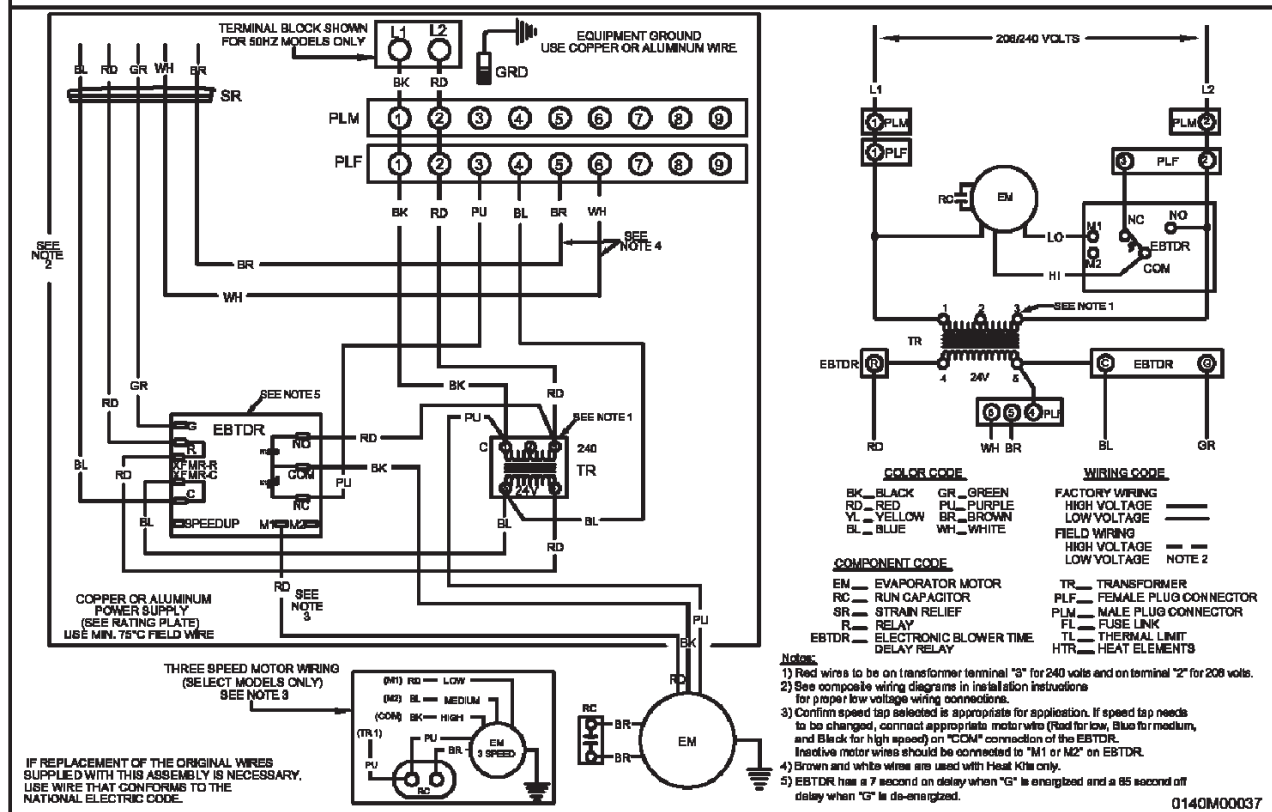 TERMINAL BLOCK SHOWN
FOR 50HZ MODELS ONLY
L1 L2
EQUIPMENT GROUND
USE COPPER OR ALUMINUM WIRE
GRD
BL RD GR WH BR
SR
BK RD
PLM 1 2 3 4 5 6 7 8 9
PLF 1 2 3 4 5 6 7 8 9
BK RD PU BL BR WH
SEE
NOTE
2
SEE
NOTE 4
BR
WH
GR
RD
BK
RD
PU
SEE NOTE 5
SEE NOTE 1
EBTDR
G
R
XFMR-R
XFMR-C
C
SPEEDUP
M1 M2
NO
COM
NC
RD
BK
PU
C 2 240
TR
24V
BL
RD
BL
BL
BL
RD
RD
SEE
NOTE
3
COPPER OR ALUMINUM
POWER SUPPLY
(SEE RATING PLATE)
USE MIN. 75°C FIELD WIRE
PU
BK
RD
THREE SPEED MOTOR WIRING
(SELECT MODELS ONLY)
SEE NOTE 3
(M1) RD LOW
(M2) BL MEDIUM
(COM) BK HIGH
(TR 1)
PU
PU
BR
EM
3 SPEED
RC
RC
BR
BR
EM
IF REPLACEMENT OF THE ORIGINAL WIRES
SUPPLIED WITH THIS ASSEMBLY IS NECESSARY,
USE WIRE THAT CONFORMS TO THE
NATIONAL ELECTRIC CODE.
208/240 VOLTS
L1 L2
1 PLM
PLM 2
1 PLF
3 PLF 2
RC
EM
LO
HI
M1
M2
NC
NO
EBTDR
COM
SEE NOTE 1
1 2 3
TR
4 24V 5
EBTDR R
C EBTDR G
6 5 4 PLF
RD
WH BR
BL
GR
COLOR CODE
BK BLACK GR GREEN
RD RED PU PURPLE
YL YELLOW BR BROWN
BL BLUE WH WHITE
WIRING CODE
FACTORY WIRING
HIGH VOLTAGE
LOW VOLTAGE
FIELD WIRING
HIGH VOLTAGE
LOW VOLTAGE NOTE 2
COMPONENT CODE
EM EVAPORATOR MOTOR
RC RUN CAPACITOR
SR STRAIN RELIEF
R RELAY
EBTDR ELECTRONIC BLOWER TIME
DELAY RELAY
TR TRANSFORMER
PLF FEMALE PLUG CONNECTOR
PLM MALE PLUG CONNECTOR
FL FUSE LINK
TL THERMAL LIMIT
HTR HEAT ELEMENTS
Notes:
1) Red wires to be on transformer terminal "3" for 240 volts and on terminal "2" for 208 volts.
2) See composite wiring diagrams in installation instructions
for proper low voltage wiring connections.
3) Confirm speed tap selected is appropriate for application. If speed tap needs
to be changed, connect appropriate motor wire (Red for low, Blue for medium,
and Black for high speed) on "COM" connection of the EBTDR.
Inactive motor wires should be connected to "M1 or M2" on EBTDR.
4) Brown and white wires are used with Heat Kits only.
5) EBTDR has a 7 second on delay when "G" is energized and a 65 second off
delay when "G" is de-energized.
0140M00037